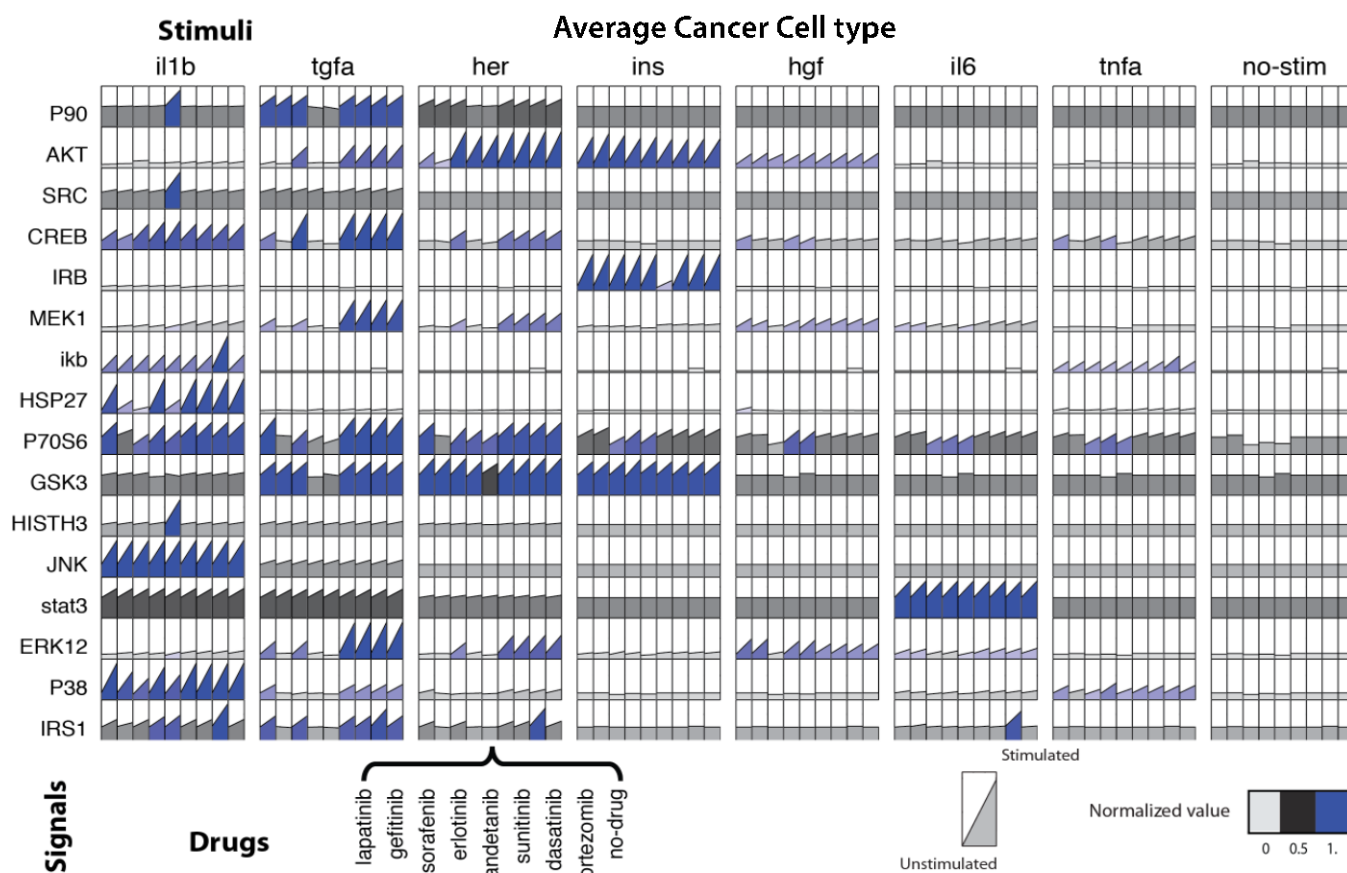 Stimuli
Average Cancer Cell type
il1b tgfa her ins hgf il6 tnfa no-stim
P90
AKT
SRC
CREB
IRB
MEK1
ikb
HSP27
P70S6
GSK3
HISTH3
JNK
stat3
ERK12
P38
IRS1
Signals
Drugs
lapatinib
gefitinib
sorafenib
erlotinib
andetanib
sunitinib
dasatinib
ortezomib
no-drug
Stimulated
Unstimulated
Normalized value
0 0.5 1.